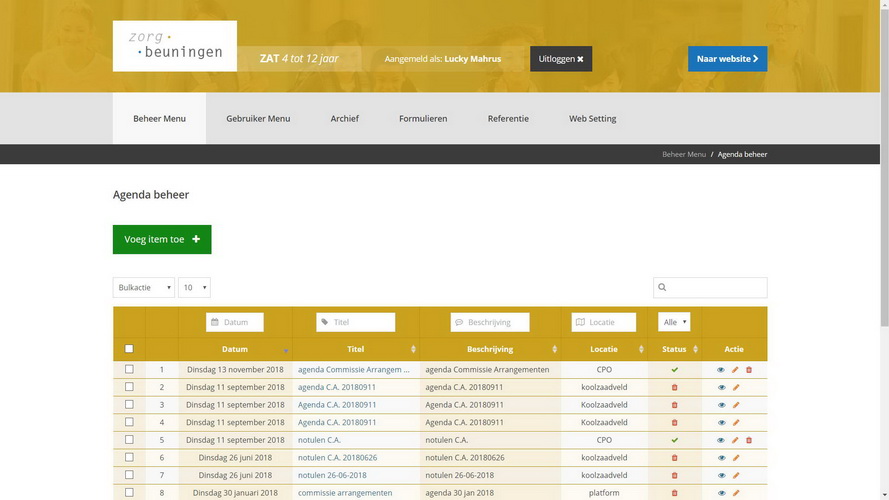 zorg
beuningen
ZAT 4 tot 12 jaar
Aangemeld als: Lucky Mahrus
Uitloggen
Naar website
Beheer Menu Gebruiker Menu Archief Formulieren Referentie Web Setting
Beheer Menu / Agenda beheer
Agenda beheer
Voeg item toe
Bulkactie 10
Datum Titel Beschrijving Locatie Alle
Datum Titel Beschrijving Locatie Status Actie
1 Dinsdag 13 november 2018 agenda Commissie Arrangem ... agenda Commissie Arrangementen CPO
2 Dinsdag 11 september 2018 agenda C.A. 20180911 agenda C.A. 20180911 koolzaadveld
3 Dinsdag 11 september 2018 Agenda C.A. 20180911 Agenda C.A. 20180911 koolzaadveld
4 Dinsdag 11 september 2018 Agenda C.A. 20180911 Agenda C.A. 20180911 koolzaadveld
5 Dinsdag 11 september 2018 notulen C.A. notulen C.A. CPO
6 Dinsdag 26 juni 2018 notulen C.A. 20180626 notulen C.A. 20180626 koolzaadveld
7 Dinsdag 26 juni 2018 notulen 26-06-2018 notulen 26-06-2018 koolzaadveld
8 Dinsdag 30 januari 2018 commissie arrangementen agenda 30 jan 2018 platform